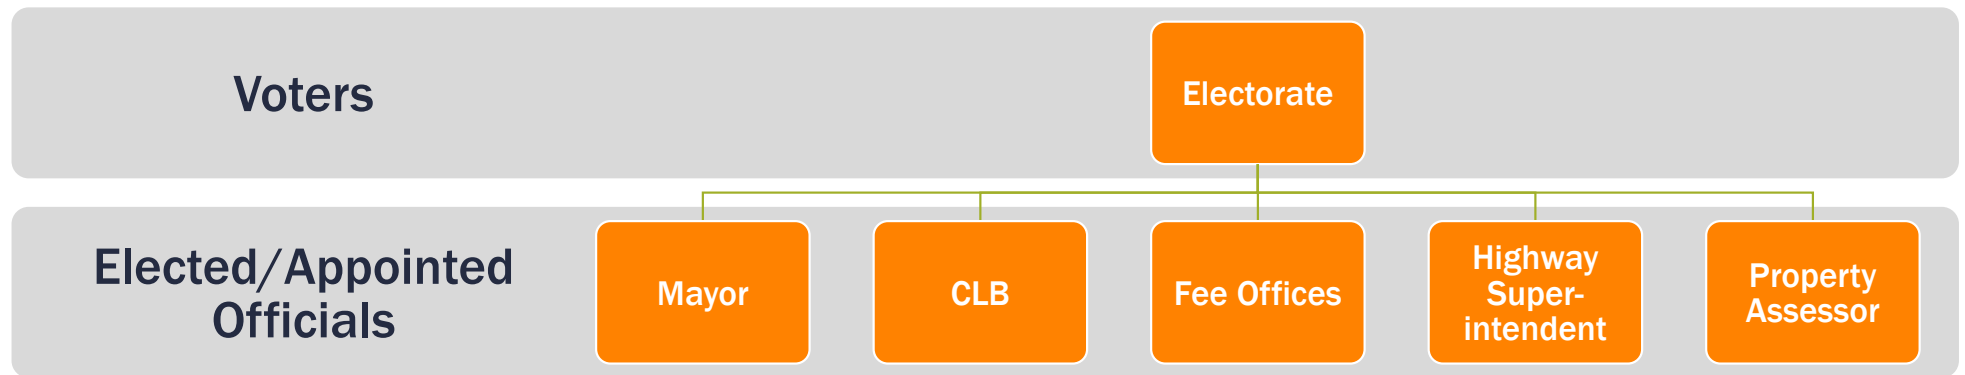 Voters
Electorate
Elected/Appointed
Officials
Mayor
CLB
Fee Offices
Highway
Super-
intendent
Property
Assessor